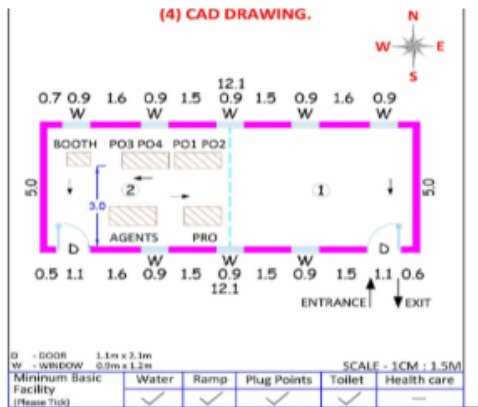 (4) CAD DRAWING.
N
W E
S
12.1
0.7 0.9 1.6 0.9 1.5 0.9 1.5 0.9 1.6 0.9
W W W W W
BOOTH PO3 PO4 PO1 PO2
5.0 5.0
2 1
3.0
D AGENTS PRO D
W W W
0.5 1.1 1.6 0.9 1.5 0.9 1.5 0.9 1.5 1.1 0.6
12.1
ENTRANCE EXIT
D - DOOR 1.1m x 2.1m
W - WINDOW 0.9m x 1.2m
SCALE - 1CM : 1.5M
Mininum Basic Facility (Please Tick) Water Ramp Plug Points Toilet Health care